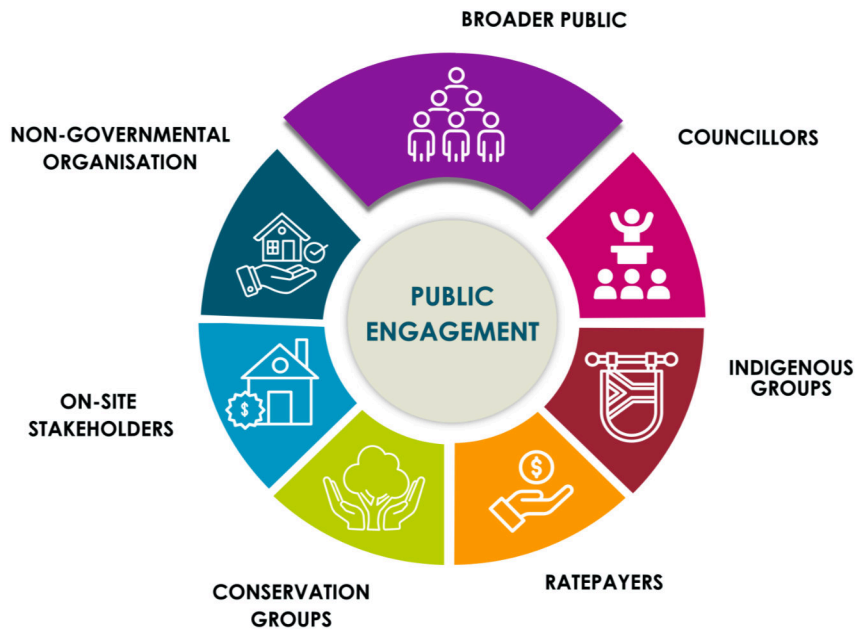 BROADER PUBLIC
COUNCILLORS
INDIGENOUS
GROUPS
RATEPAYERS
CONSERVATION
GROUPS
ON-SITE
STAKEHOLDERS
NON-GOVERNMENTAL
ORGANISATION
PUBLIC
ENGAGEMENT
$
$